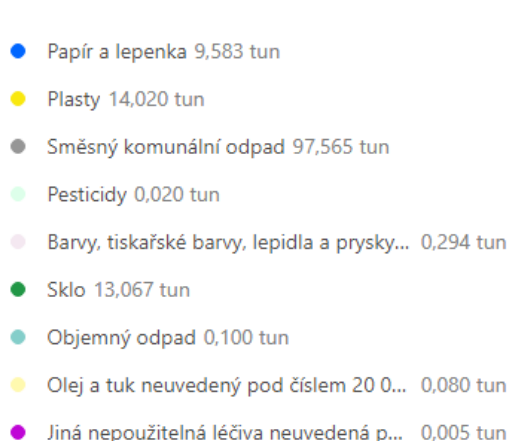 Papír a lepenka 9,583 tun
Plasty 14,020 tun
Směsný komunální odpad 97,565 tun
Pesticidy 0,020 tun
Barvy, tiskařské barvy, lepidla a prysky... 0,294 tun
Sklo 13,067 tun
Objemný odpad 0,100 tun
Olej a tuk neuvedený pod číslem 20 0... 0,080 tun
Jiná nepoužitelná léčiva neuvedená p... 0,005 tun